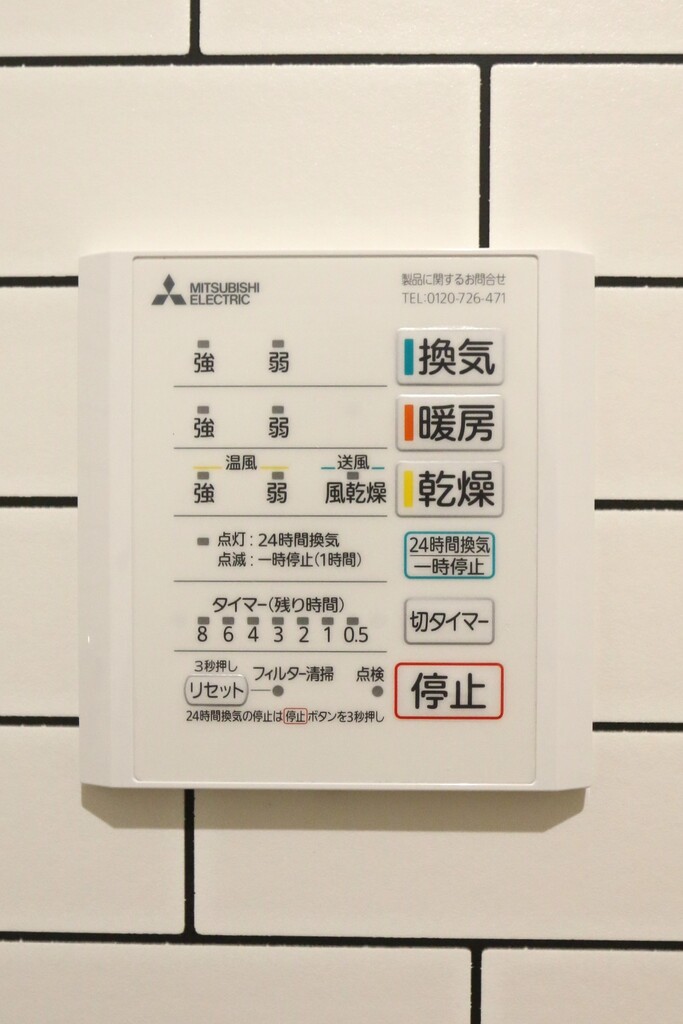 MITSUBISHI
ELECTRIC
製品に関するお問合せ
TEL:0120-726-471
強 弱 換気
強 弱 暖房
温風 送風
強 弱 風乾燥 乾燥
点灯：24時間換気
点滅：一時停止(1時間)
24時間換気
一時停止
タイマー(残り時間)
8 6 4 3 2 1 0.5
切タイマー
3秒押し
リセット フィルター清掃 点検
停止
24時間換気の停止は停止ボタンを3秒押し